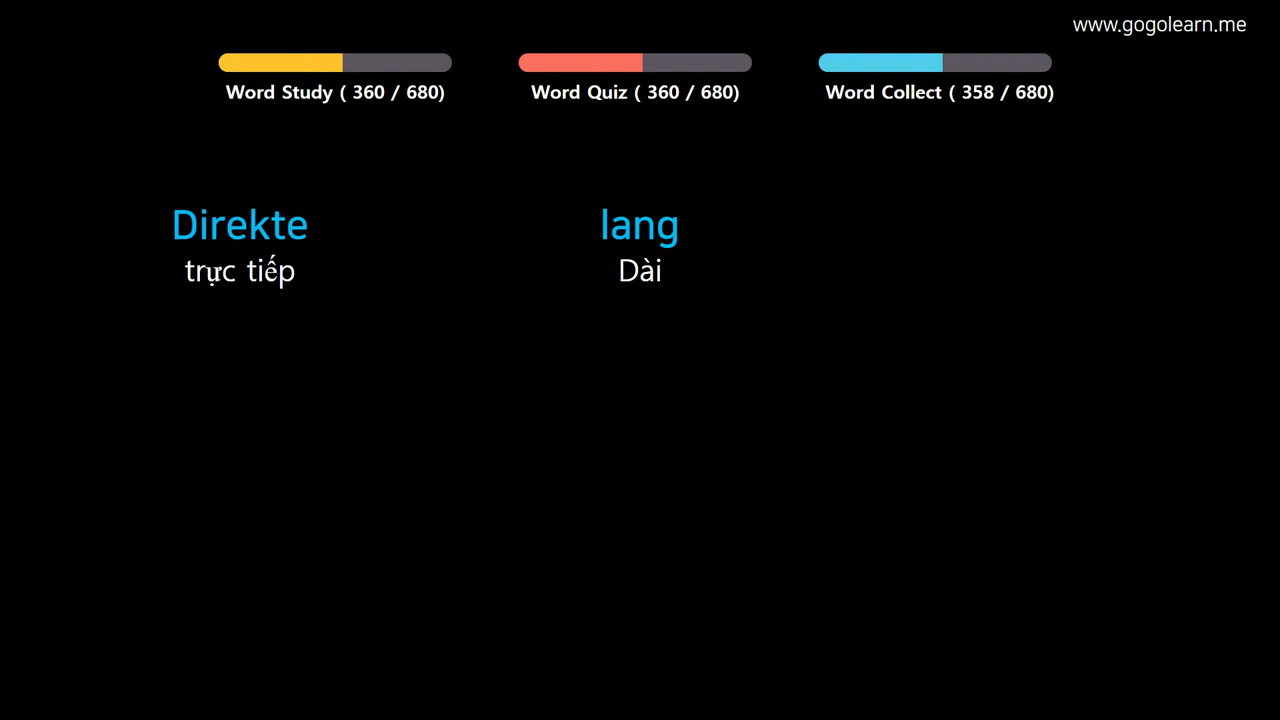 www.gogolearn.me
Word Study ( 360 / 680)
Word Quiz ( 360 / 680)
Word Collect ( 358 / 680)
Direkte
trực tiếp
lang
Dài